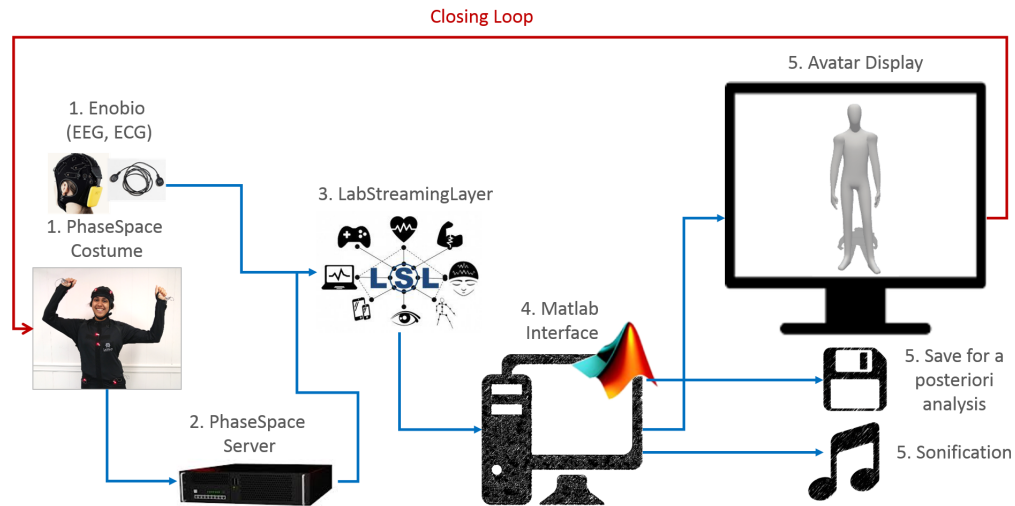 Closing Loop
1. Enobio
(EEG, ECG)
1. PhaseSpace
Costume
2. PhaseSpace
Server
3. LabStreamingLayer
LSL
4. Matlab
Interface
5. Avatar Display
5. Save for a
posteriori
analysis
5. Sonification